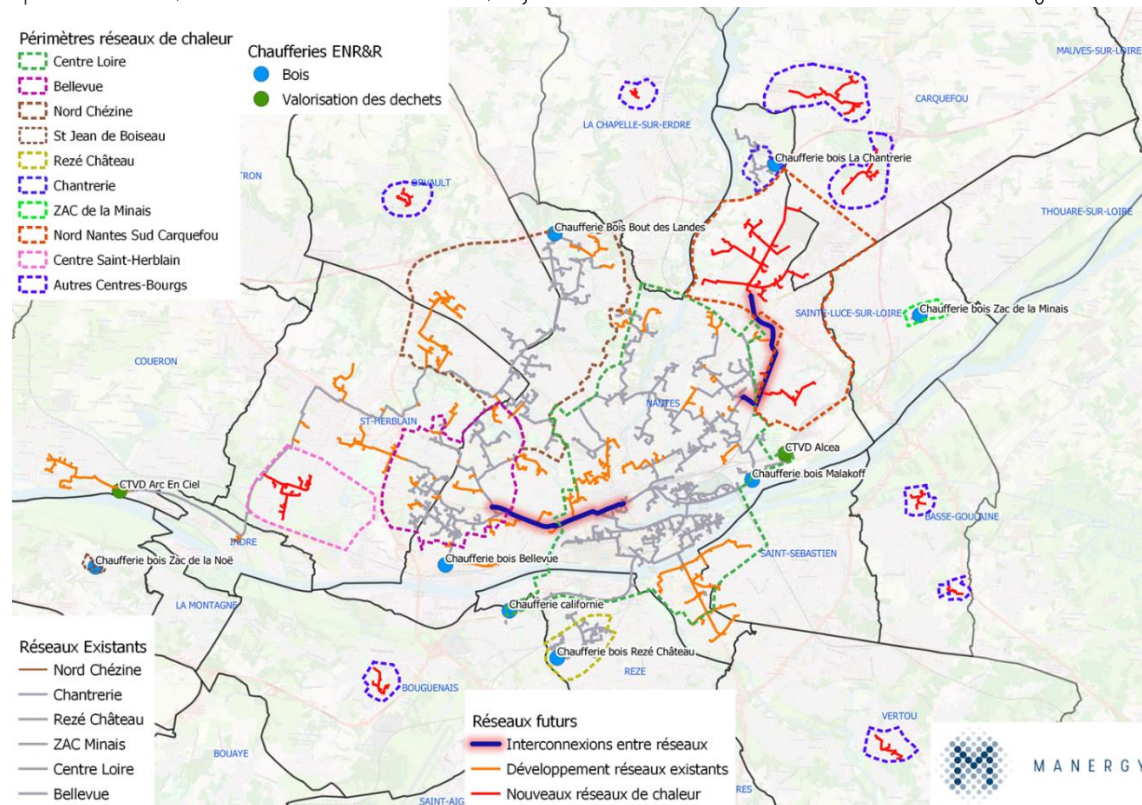 Périmètres réseaux de chaleur
Centre Loire
Bellevue
Nord Chézine
St Jean de Boiseau
Rezé Château
Chantrerie
ZAC de la Minais
Nord Nantes Sud Carquefou
Centre Saint-Herblain
Autres Centres-Bourgs
Chaufferies ENR&R
Bois
Valorisation des dechets
MAUVES-SUR-LOIRE
CARQUEFOU
LA CHAPELLE-SUR-ERDRE
Chaufferie bois La Chantrerie
TRON
ORVAULT
THOUARE-SUR-LOIRE
Chaufferie Bois Bout des Landes
SAINTE-LUCE-SUR-LOIRE
Chaufferie bois Zac de la Minais
COUERON
NANTES
ST-HERBLAIN
CTVD Alcea
Chaufferie bois Malakoff
CTVD Arc En Ciel
BASSE-GOULAINE
INDRE
SAINT-SEBASTIEN
Chaufferie bois Zac de la Noë
Chaufferie bois Bellevue
LA MONTAGNE
Chaufferie californie
Chaufferie bois Rezé Château
REZE
BOUGUENAIS
VERTOU
BOUAYE
SAINT-AIG
RES
Réseaux Existants
Nord Chézine
Chantrerie
Rezé Château
ZAC Minais
Centre Loire
Bellevue
Réseaux futurs
Interconnexions entre réseaux
Développement réseaux existants
Nouveaux réseaux de chaleur
MANERGY